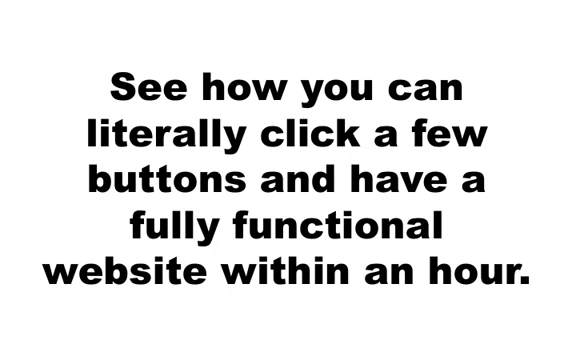 See how you can
literally click a few
buttons and have a
fully functional
website within an hour.